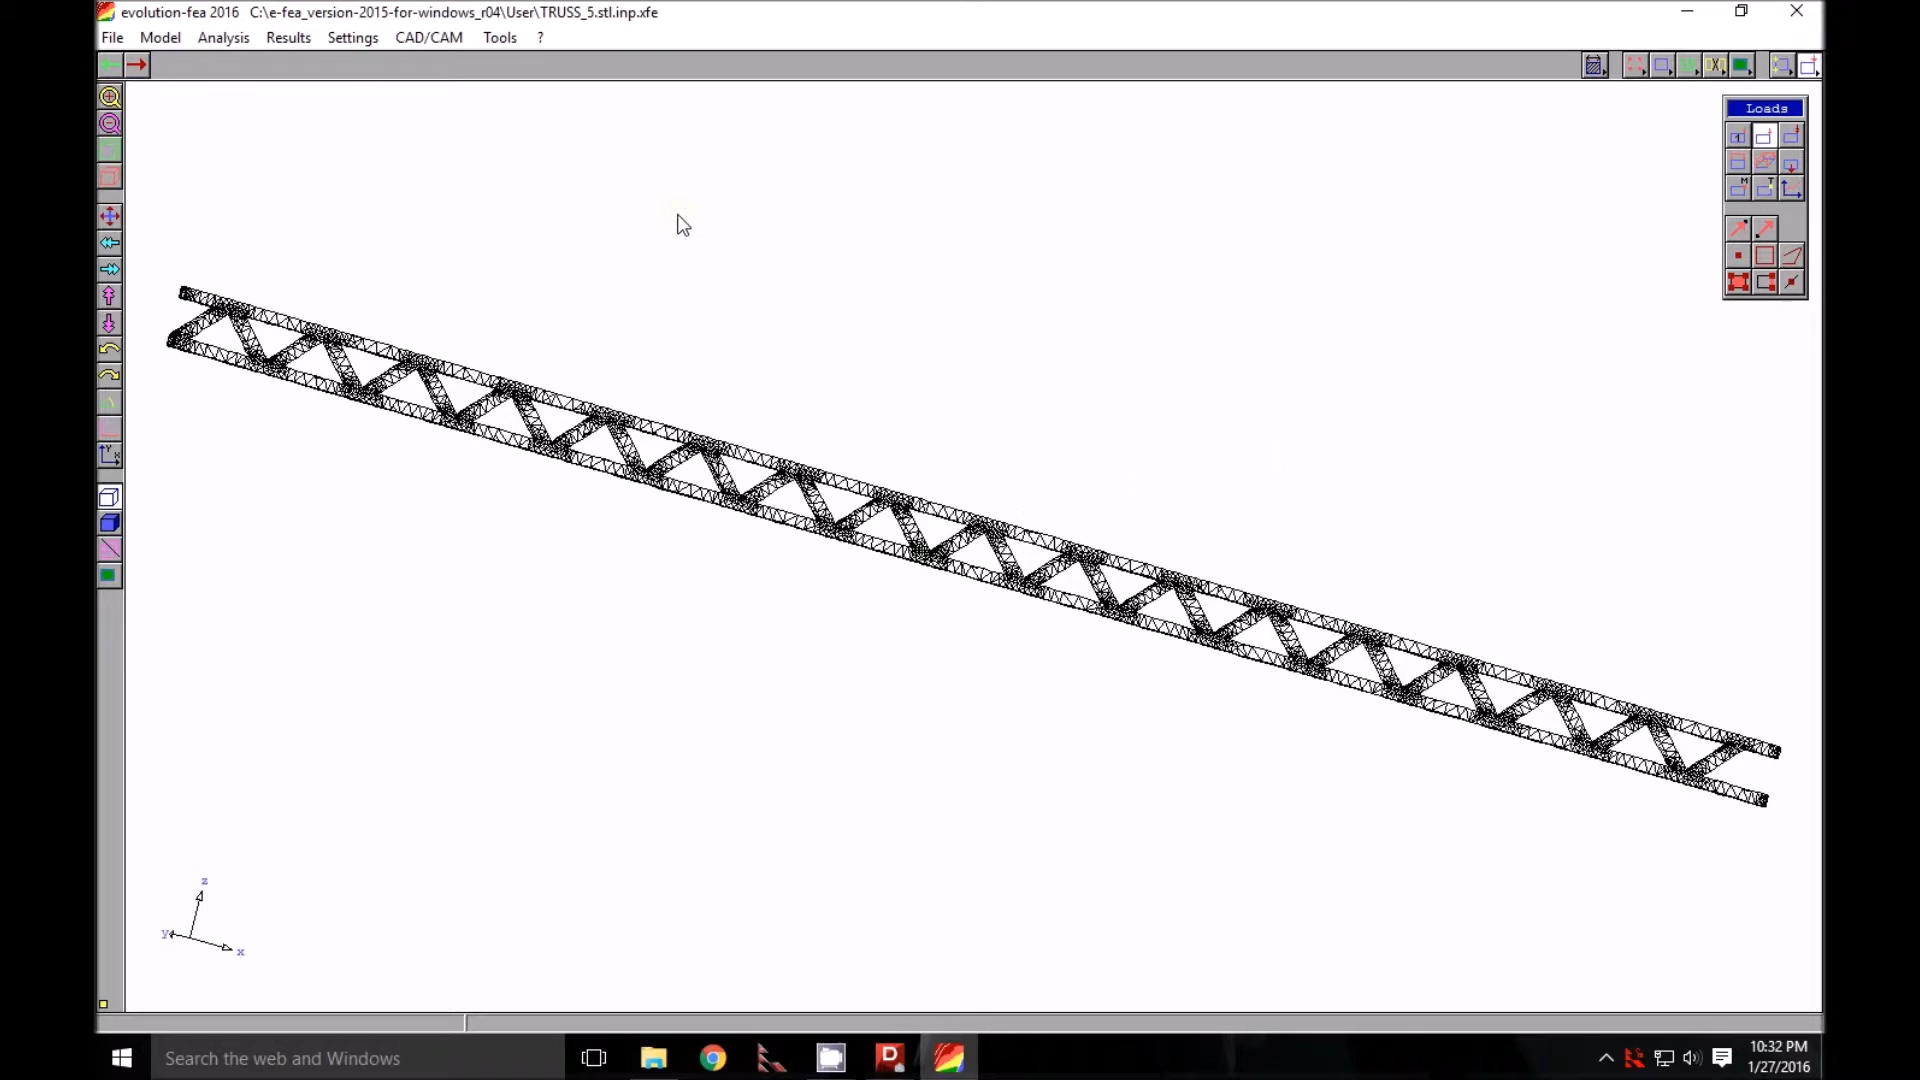 evolution-fea 2016 C:\e-fea_version-2015-for-windows_r04\User\TRUSS_5.stl.inp.xfe
File Model Analysis Results Settings CAD/CAM Tools ?
Loads
M T
Y x
z
y
x
Search the web and Windows
10:32 PM
1/27/2016